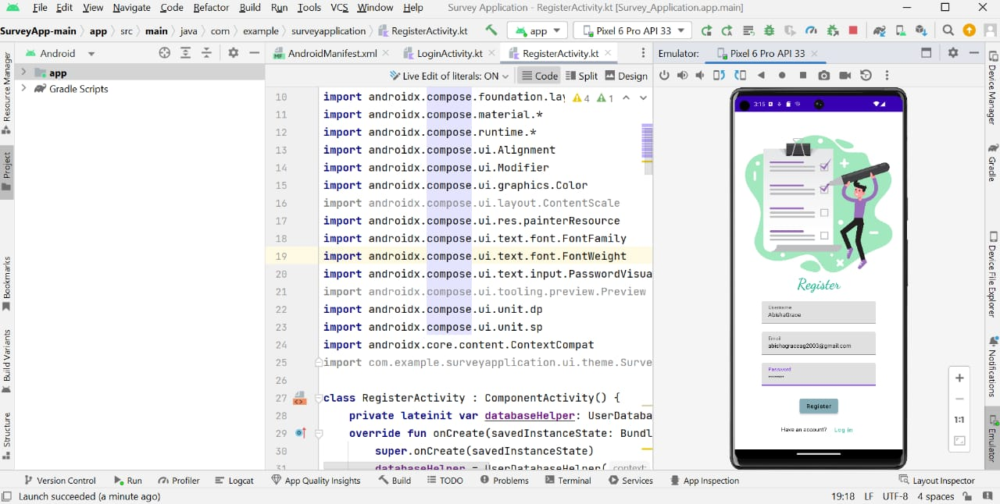 File Edit View Navigate Code Refactor Build Run Tools VCS Window Help Survey Application - RegisterActivity.kt [Survey_Application.app.main]
SurveyApp-main app src main java com example surveyapplication RegisterActivity.kt app Pixel 6 Pro API 33
Android AndroidManifest.xml LoginActivity.kt RegisterActivity.kt Emulator: Pixel 6 Pro API 33
app
Gradle Scripts
Live Edit of literals: ON Code Split Design
10 import androidx.compose.foundation.lay 4 1
11 import androidx.compose.material.*
12 import androidx.compose.runtime.*
13 import androidx.compose.ui.Alignment
14 import androidx.compose.ui.Modifier
15 import androidx.compose.ui.graphics.Color
16 import androidx.compose.ui.layout.ContentScale
17 import androidx.compose.ui.res.painterResource
18 import androidx.compose.ui.text.font.FontFamily
19 import androidx.compose.ui.text.font.FontWeight
20 import androidx.compose.ui.text.input.PasswordVisua
21 import androidx.compose.ui.tooling.preview.Preview
22 import androidx.compose.ui.unit.dp
23 import androidx.compose.ui.unit.sp
24 import androidx.core.content.ContextCompat
25 import com.example.surveyapplication.ui.theme.Surve
26
27 class RegisterActivity : ComponentActivity() {
28 private lateinit var databaseHelper: UserDataba
29 override fun onCreate(savedInstanceState: Bundl
30 super.onCreate(savedInstanceState)
31 databaseHelper = UserDatabaseHelper( context:
3:15
Register
Username
AbishaGrace
Email
abishagraceag2003@gmail.com
Password
••••••••
Register
Have an account? Log in
1:1
Resource Manager
Project
Bookmarks
Build Variants
Structure
Device Manager
Gradle
Device File Explorer
Notifications
Emulator
Version Control Run Profiler Logcat App Quality Insights Build TODO Problems Terminal Services App Inspection Layout Inspector
Launch succeeded (a minute ago) 19:18 LF UTF-8 4 spaces